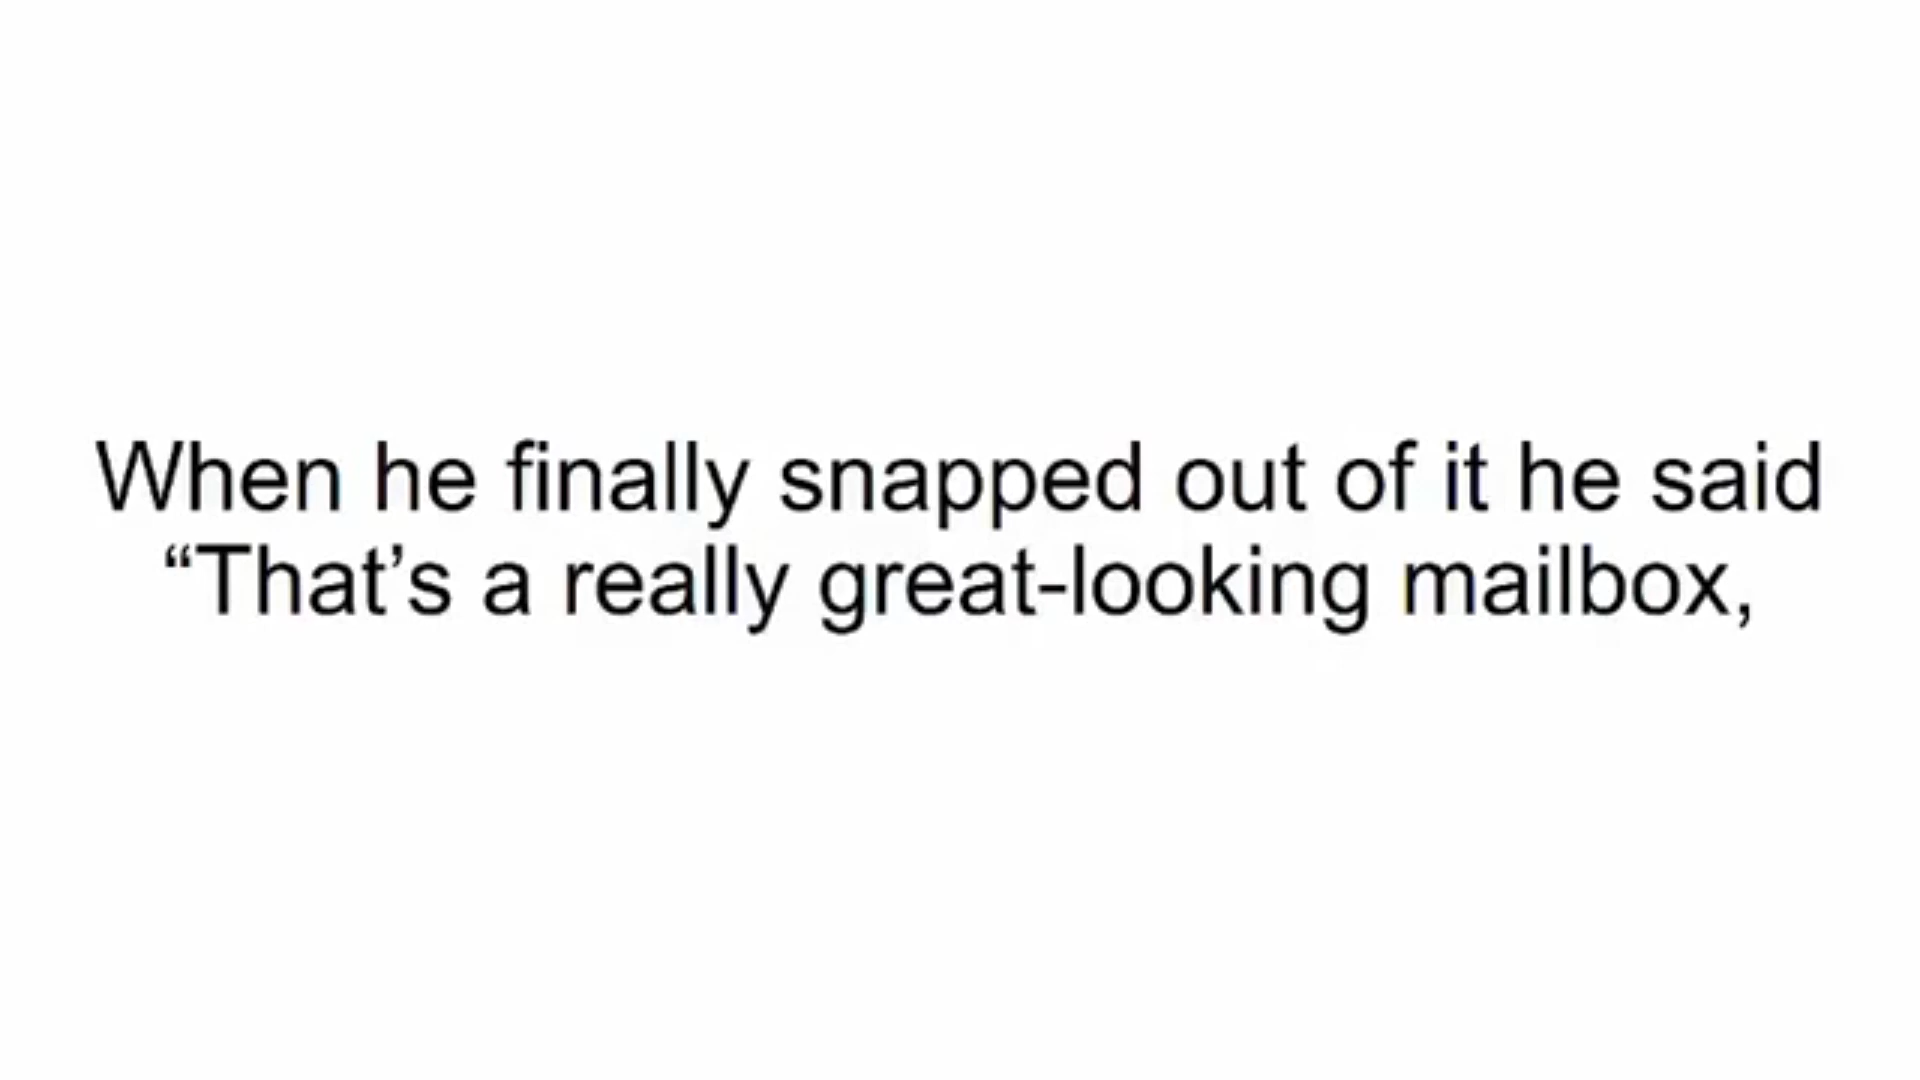 When he finally snapped out of it he said
“That’s a really great-looking mailbox,